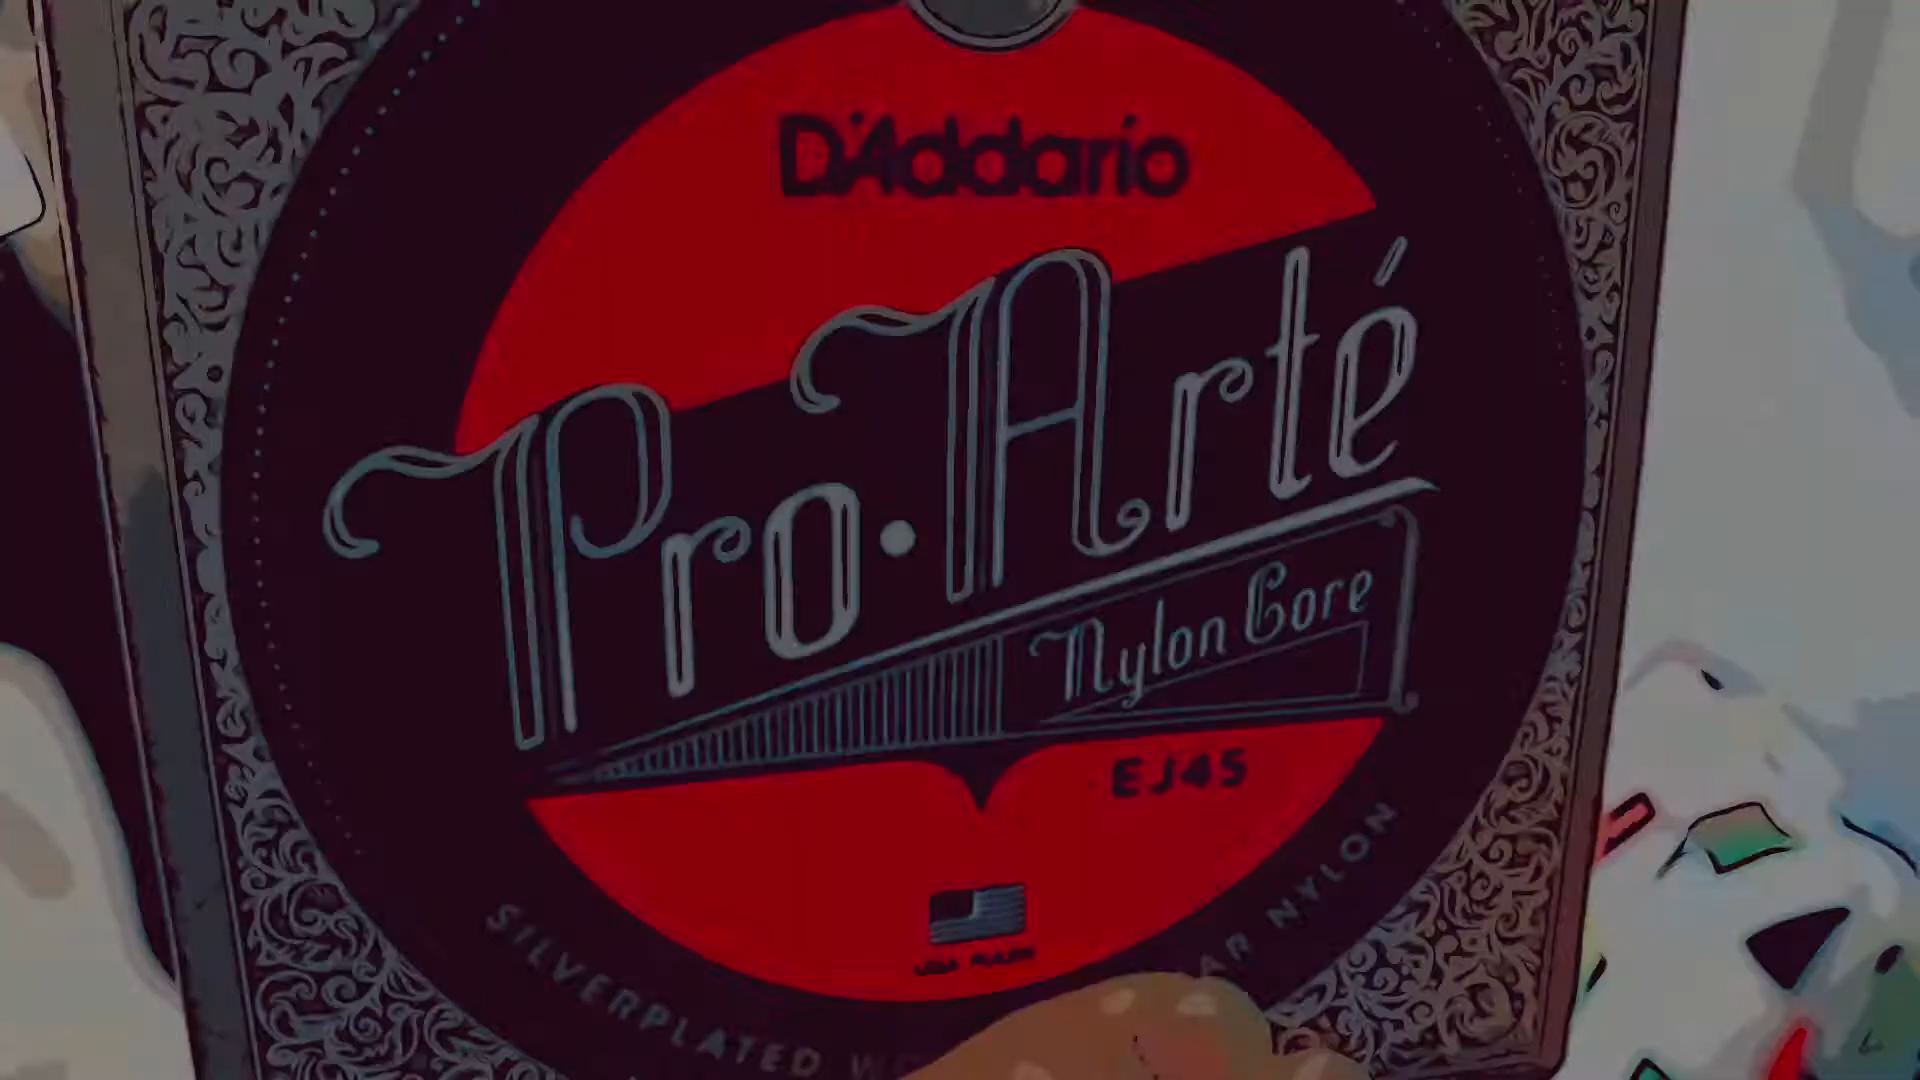 D'Addario
Pro·Arté
Nylon Core
EJ45
SILVERPLATED
NYLON